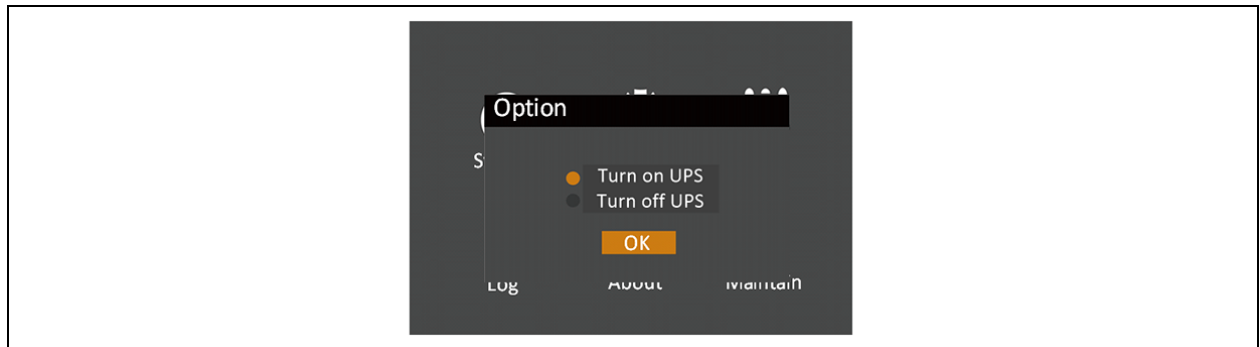 Option
Turn on UPS
Turn off UPS
OK
Log About Maintain